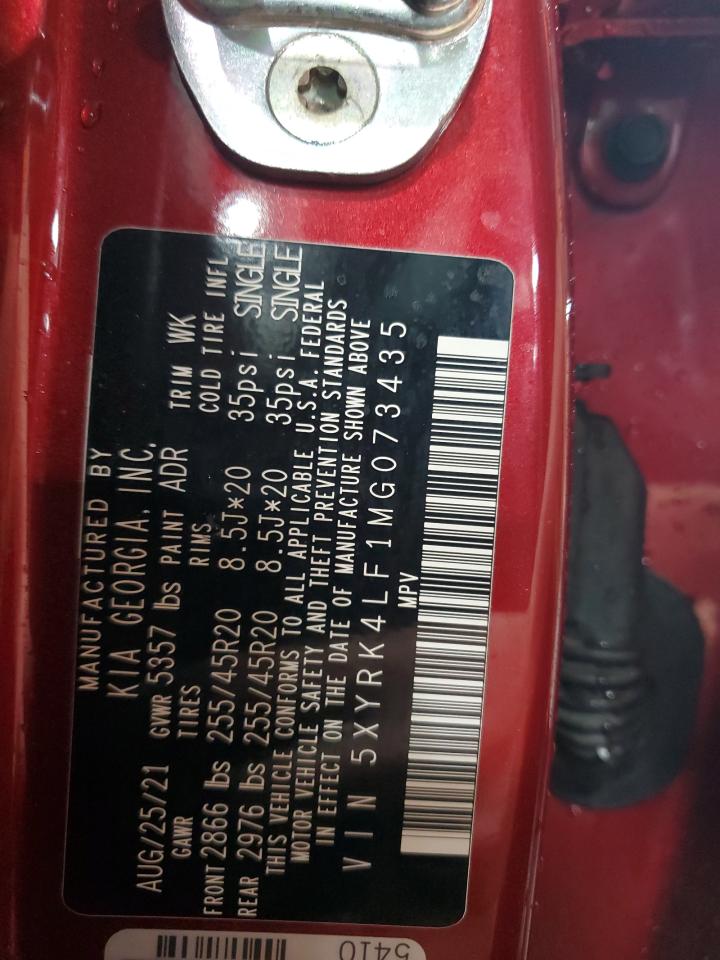 MANUFACTURED BY
KIA GEORGIA, INC.
AUG/25/21 GVWR 5357 lbs PAINT ADR TRIM WK
GAWR TIRES RIMS COLD TIRE INFL
FRONT 2866 lbs 255/45R20 8.5J*20 35psi SINGLE
REAR 2976 lbs 255/45R20 8.5J*20 35psi SINGLE
THIS VEHICLE CONFORMS TO ALL APPLICABLE U.S.A. FEDERAL
MOTOR VEHICLE SAFETY AND THEFT PREVENTION STANDARDS
IN EFFECT ON THE DATE OF MANUFACTURE SHOWN ABOVE
VIN 5XYRK4LF1MG073435
MPV
5410